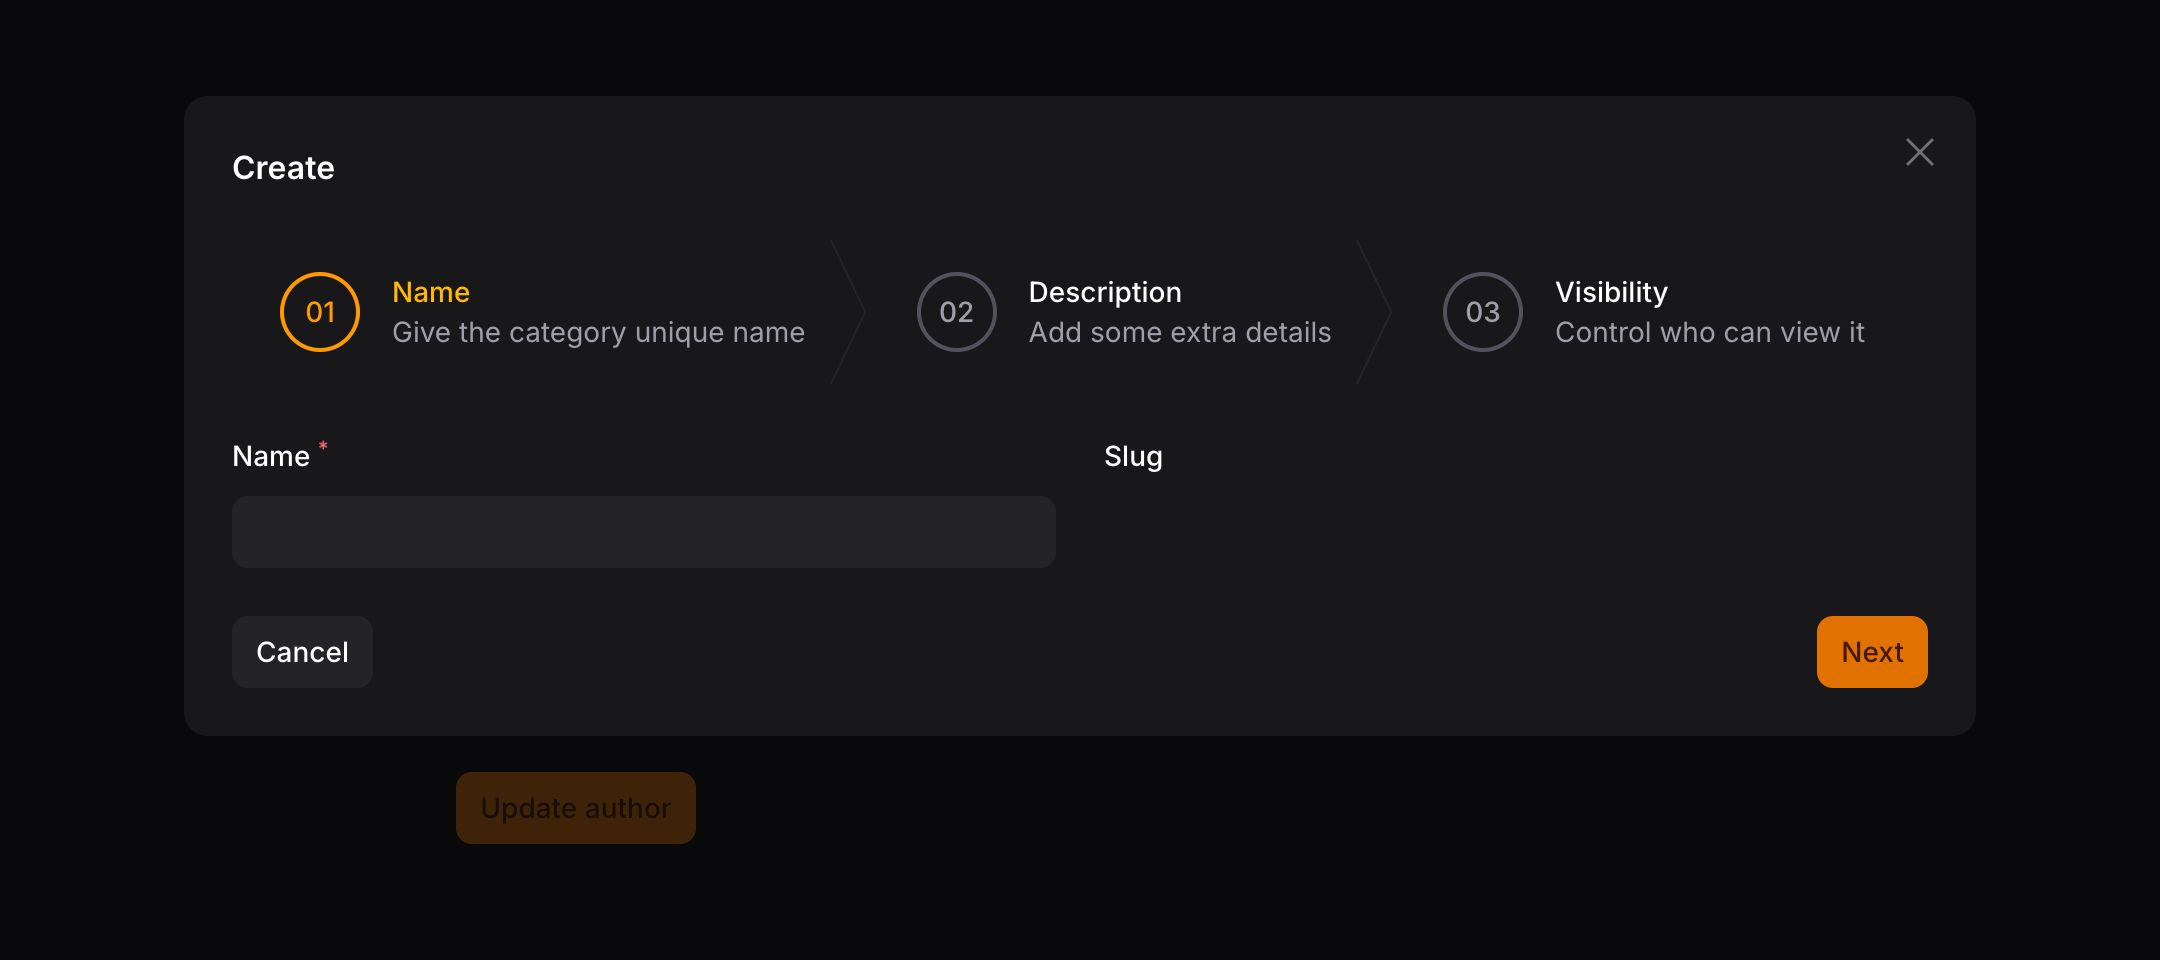 Create
01
Name
Give the category unique name
02
Description
Add some extra details
03
Visibility
Control who can view it
Name *
Slug
Cancel
Next
Update author